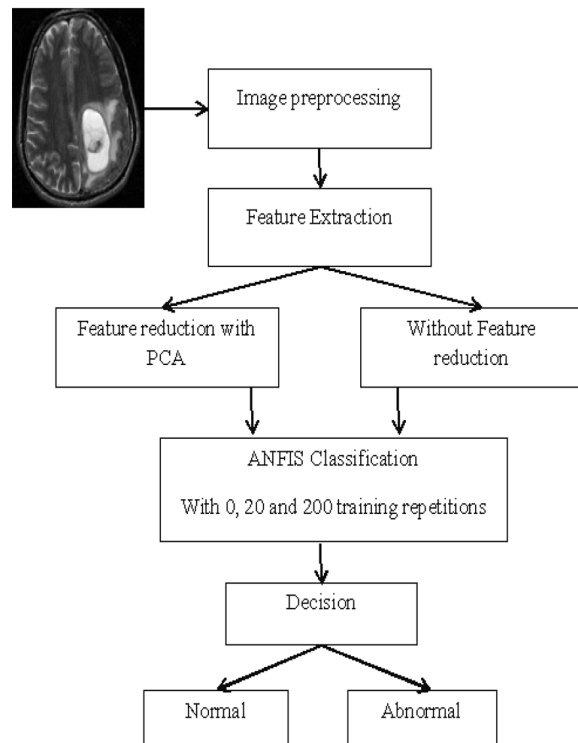 Image preprocessing
Feature Extraction
Feature reduction with
PCA
Without Feature
reduction
ANFIS Classification
With 0, 20 and 200 training repetitions
Decision
Normal
Abnormal